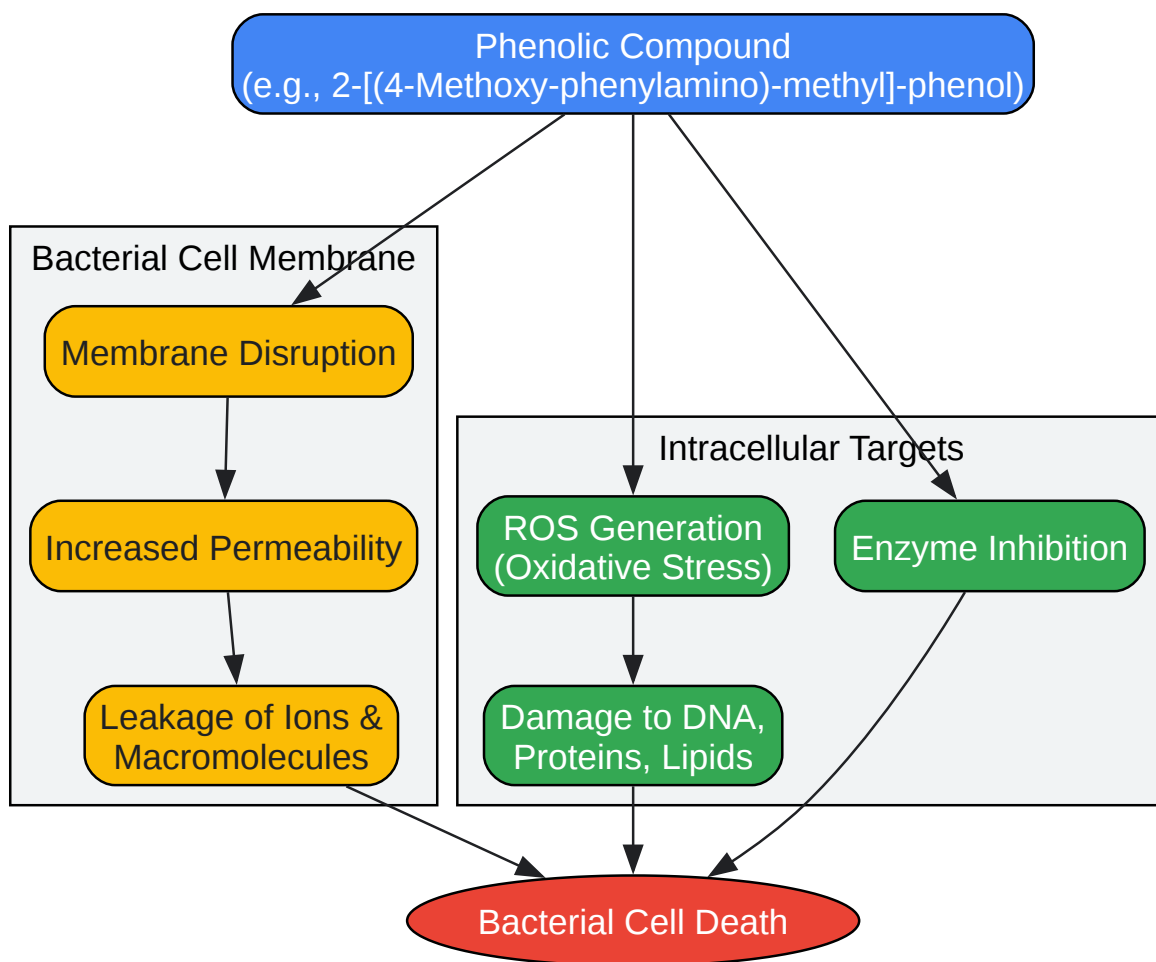 Phenolic Compound
(e.g., 2-[(4-Methoxy-phenylamino)-methyl]-phenol)
Bacterial Cell Membrane
Membrane Disruption
Increased Permeability
Leakage of Ions &
Macromolecules
Intracellular Targets
ROS Generation
(Oxidative Stress)
Enzyme Inhibition
Damage to DNA,
Proteins, Lipids
Bacterial Cell Death